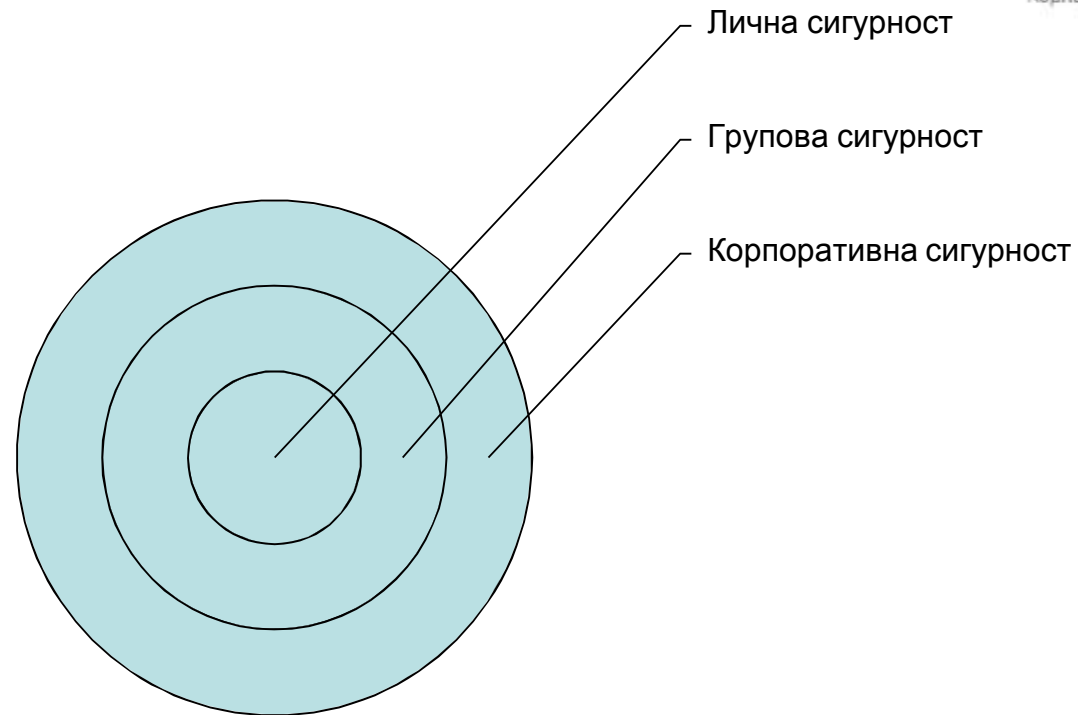 Лична сигурност
Групова сигурност
Корпоративна сигурност